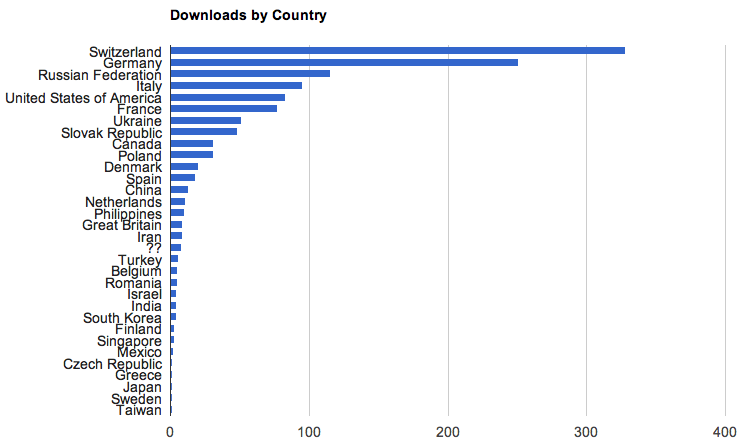 Downloads by Country
Switzerland
Germany
Russian Federation
Italy
United States of America
France
Ukraine
Slovak Republic
Canada
Poland
Denmark
Spain
China
Netherlands
Philippines
Great Britain
Iran
??
Turkey
Belgium
Romania
Israel
India
South Korea
Finland
Singapore
Mexico
Czech Republic
Greece
Japan
Sweden
Taiwan
0 100 200 300 400